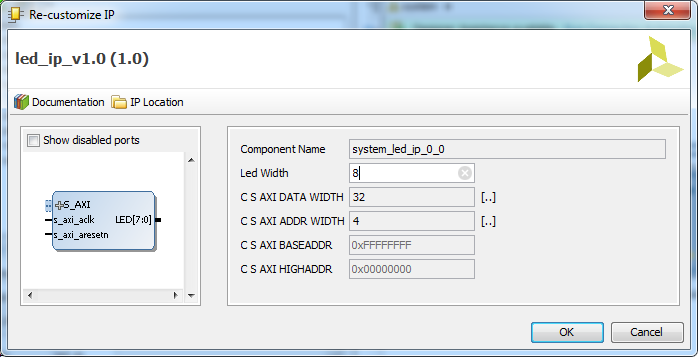 Re-customize IP
led_ip_v1.0 (1.0)
Documentation IP Location
Show disabled ports
S_AXI
s_axi_aclk LED[7:0]
s_axi_aresetn
Component Name system_led_ip_0_0
Led Width 8
C S AXI DATA WIDTH 32 [..]
C S AXI ADDR WIDTH 4 [..]
C S AXI BASEADDR 0xFFFFFFFF
C S AXI HIGHADDR 0x00000000
OK Cancel